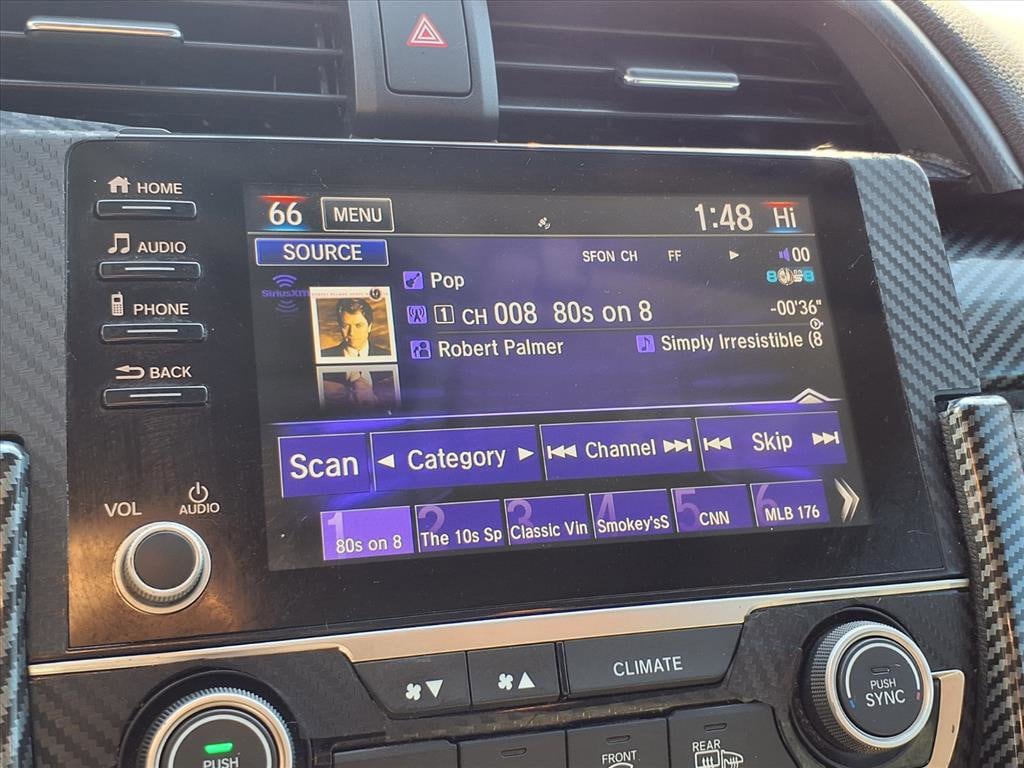 HOME
AUDIO
PHONE
BACK
VOL
AUDIO
66 MENU 1:48 Hi
SOURCE SFON CH FF 00
SiriusXM Pop
1 CH 008 80s on 8 -00'36"
Robert Palmer Simply Irresistible (8
Scan Category Channel Skip
1 80s on 8 2 The 10s Sp 3 Classic Vin 4 Smokey'sS 5 CNN 6 MLB 176
CLIMATE
PUSH
SYNC
PUSH
FRONT
REAR